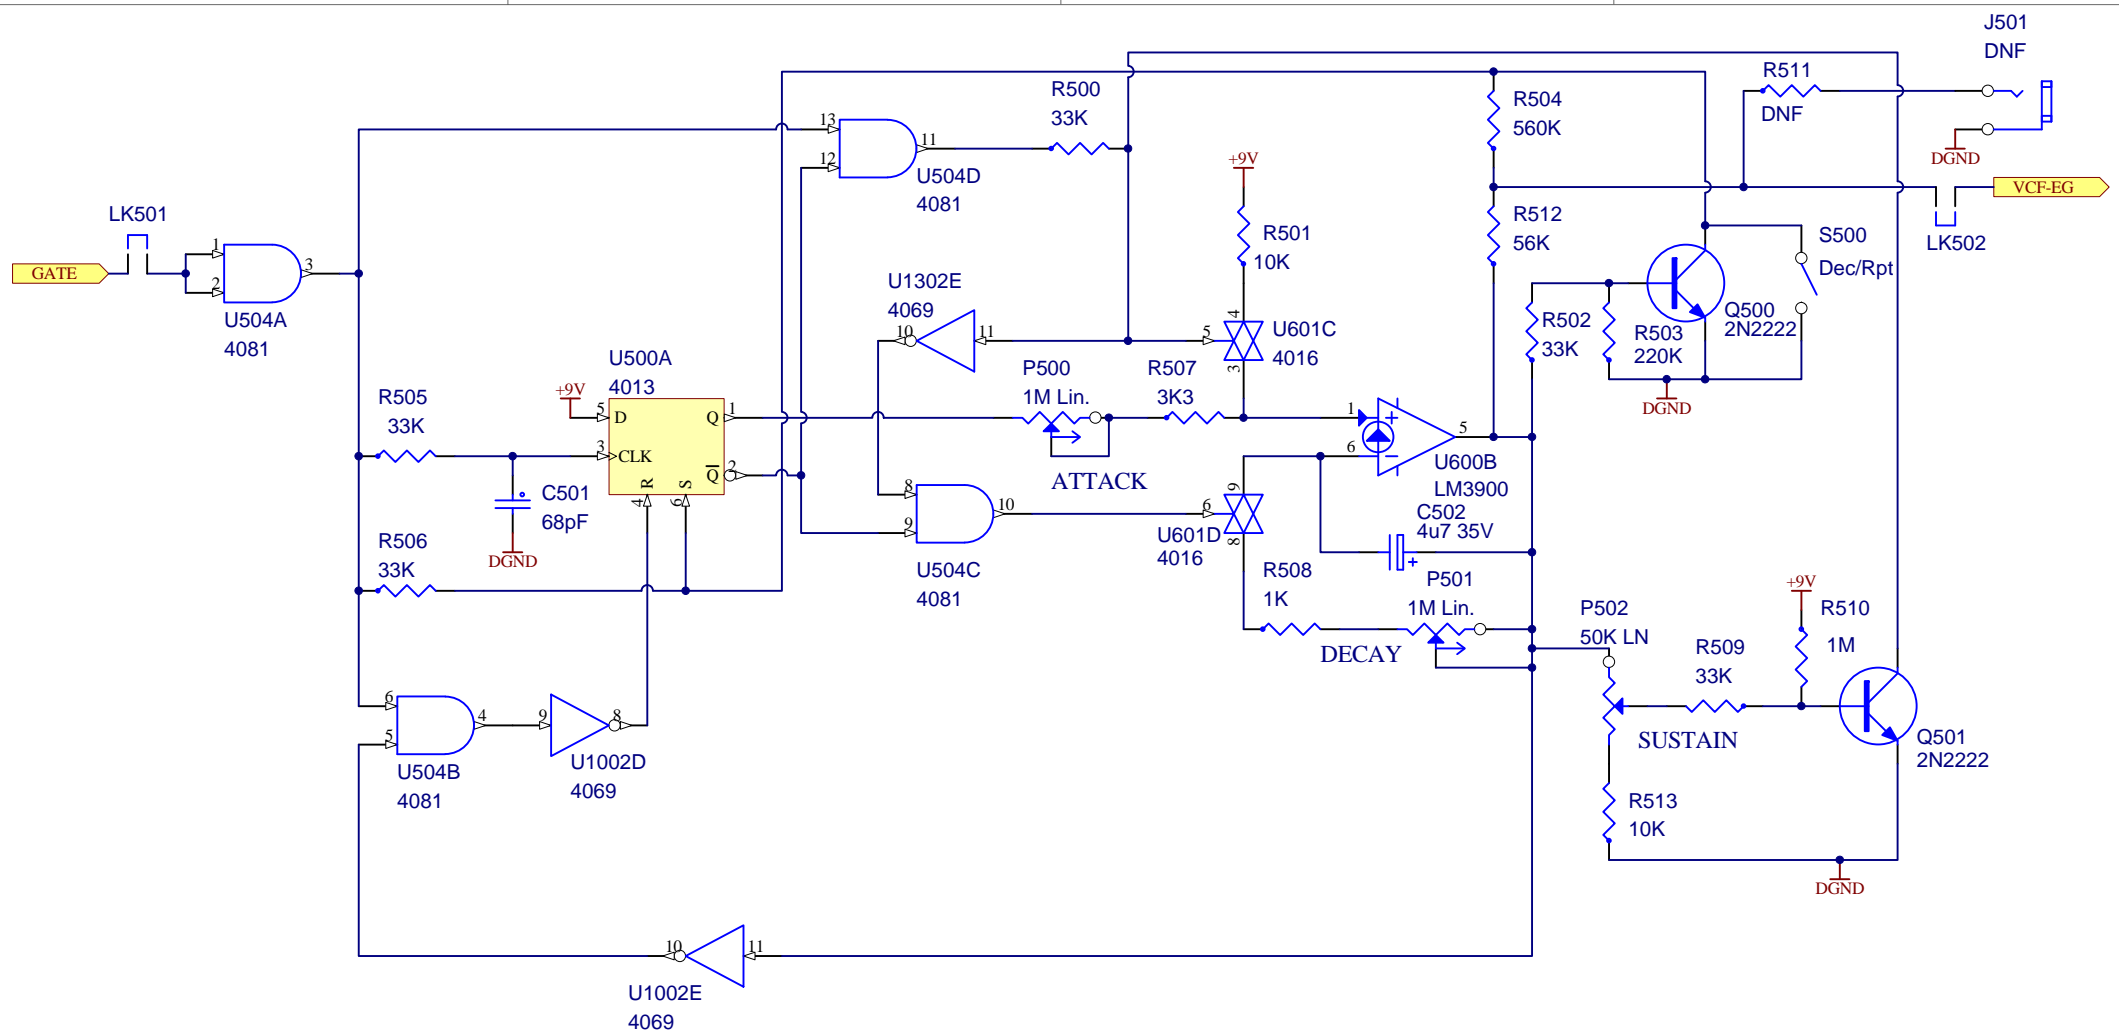 J501
DNF
R511
DNF
DGND
R500
33K
R504
560K
13
12
11
U504D
4081
+9V
VCF-EG
LK501
R501
10K
R512
56K
LK502
S500
Dec/Rpt
GATE
1
2
3
U504A
4081
U1302E
4069
10
11
5
4
3
U601C
4016
R502
33K
R503
220K
Q500
2N2222
DGND
U500A
4013
+9V
5
D
Q
1
3
CLK
Q
2
R
S
4
6
R505
33K
P500
1M Lin.
R507
3K3
ATTACK
1
6
5
U600B
LM3900
C501
68pF
DGND
8
9
10
U504C
4081
6
9
8
U601D
4016
C502
4u7 35V
+
R506
33K
R508
1K
P501
1M Lin.
DECAY
P502
50K LN
+9V
R510
1M
R509
33K
SUSTAIN
Q501
2N2222
6
5
4
U504B
4081
9
8
U1002D
4069
R513
10K
DGND
10
11
U1002E
4069